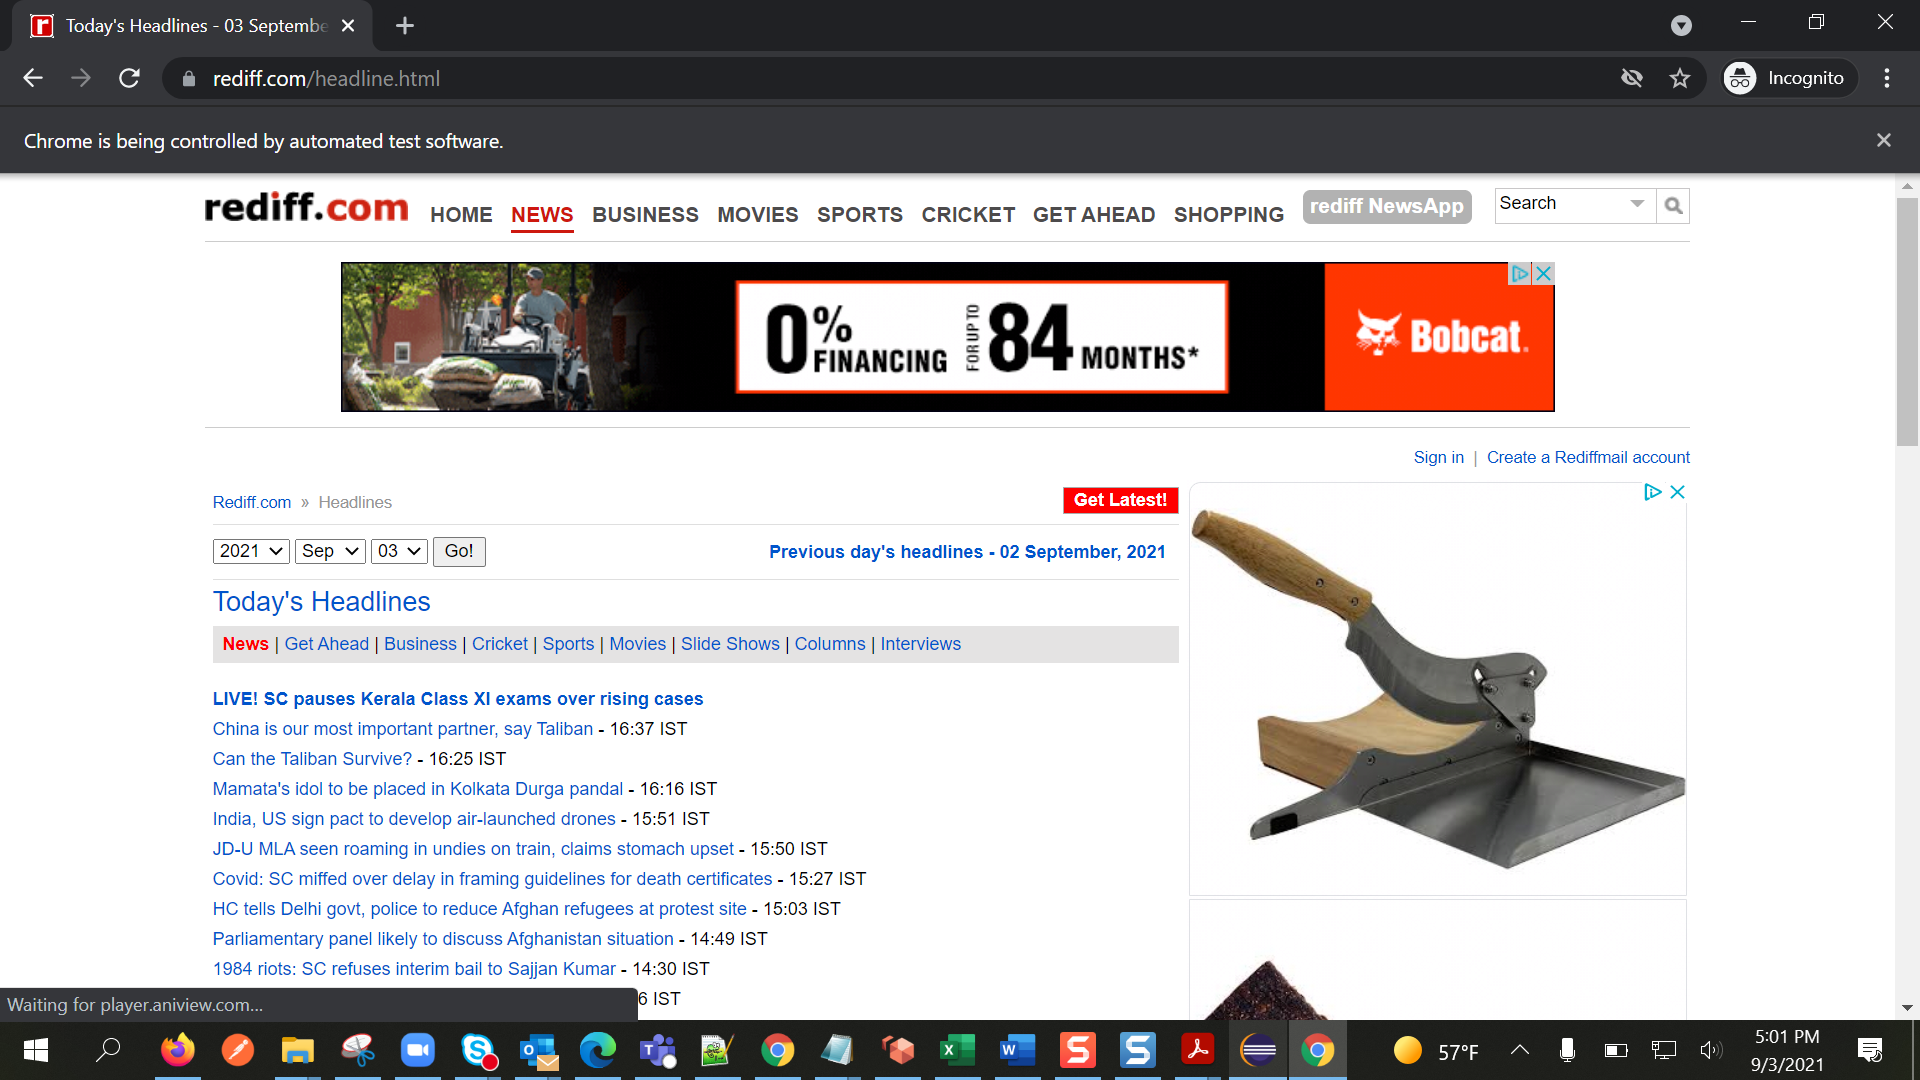 Today's Headlines - 03 Septembe
rediff.com/headline.html
Incognito
Chrome is being controlled by automated test software.
rediff.com HOME NEWS BUSINESS MOVIES SPORTS CRICKET GET AHEAD SHOPPING rediff NewsApp Search
0% FINANCING FOR UP TO 84 MONTHS* Bobcat.
Sign in | Create a Rediffmail account
Rediff.com » Headlines Get Latest!
2021 Sep 03 Go! Previous day's headlines - 02 September, 2021
Today's Headlines
News | Get Ahead | Business | Cricket | Sports | Movies | Slide Shows | Columns | Interviews
LIVE! SC pauses Kerala Class XI exams over rising cases
China is our most important partner, say Taliban - 16:37 IST
Can the Taliban Survive? - 16:25 IST
Mamata's idol to be placed in Kolkata Durga pandal - 16:16 IST
India, US sign pact to develop air-launched drones - 15:51 IST
JD-U MLA seen roaming in undies on train, claims stomach upset - 15:50 IST
Covid: SC miffed over delay in framing guidelines for death certificates - 15:27 IST
HC tells Delhi govt, police to reduce Afghan refugees at protest site - 15:03 IST
Parliamentary panel likely to discuss Afghanistan situation - 14:49 IST
1984 riots: SC refuses interim bail to Sajjan Kumar - 14:30 IST
6 IST
Waiting for player.aniview.com...
57°F
5:01 PM
9/3/2021